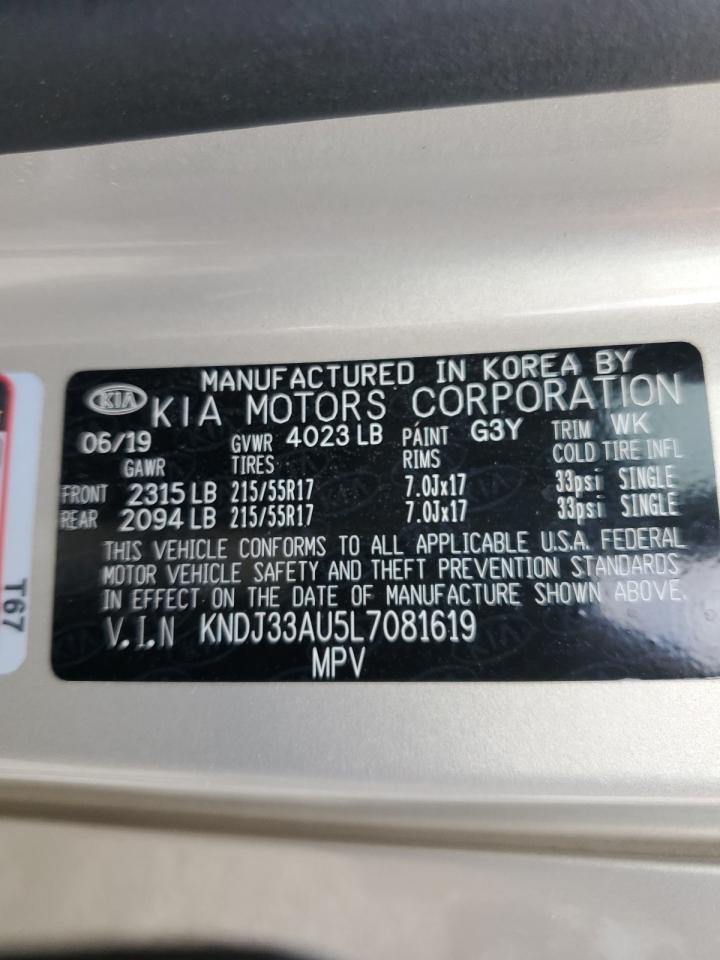 MANUFACTURED IN KOREA BY
KIA KIA MOTORS CORPORATION
06/19 GVWR 4023 LB PÁINT G3Y TRIM WK
GAWR TIRES RIMS COLD TIRE INFL
FRONT 2315 LB 215/55R17 7.0Jx17 33psi SINGLE
REAR 2094 LB 215/55R17 7.0Jx17 33psi SINGLE
THIS VEHICLE CONFORMS TO ALL APPLICABLE U.S.A. FEDERAL
MOTOR VEHICLE SAFETY AND THEFT PREVENTION STANDARDS
IN EFFECT ON THE DATE OF MANUFACTURE SHOWN ABOVE.
V.I.N KNDJ33AU5L7081619
MPV
T67